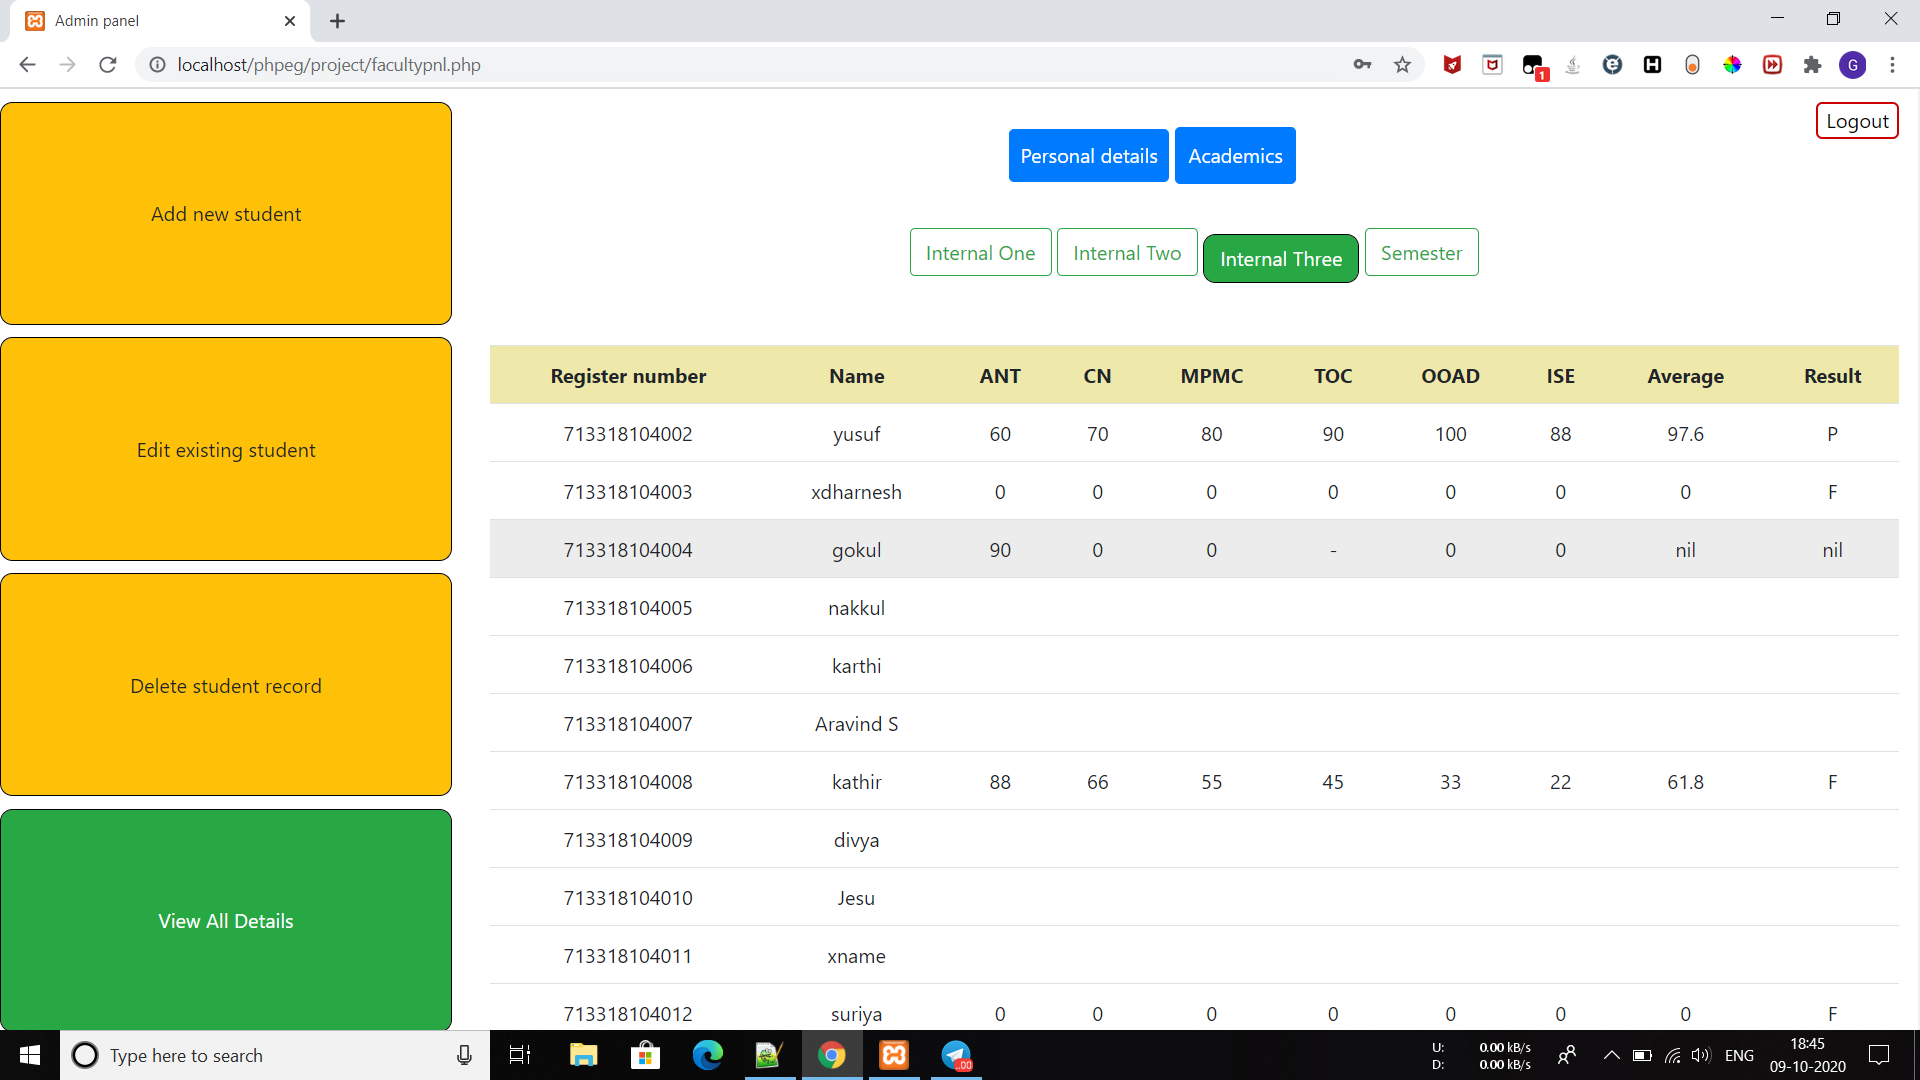 Admin panel
localhost/phpeg/project/facultypnl.php
1
G
Logout
Personal details Academics
Internal One Internal Two Internal Three Semester
Add new student
Edit existing student
Delete student record
View All Details
Register number Name ANT CN MPMC TOC OOAD ISE Average Result
713318104002 yusuf 60 70 80 90 100 88 97.6 P
713318104003 xdharnesh 0 0 0 0 0 0 0 F
713318104004 gokul 90 0 0 - 0 0 nil nil
713318104005 nakkul
713318104006 karthi
713318104007 Aravind S
713318104008 kathir 88 66 55 45 33 22 61.8 F
713318104009 divya
713318104010 Jesu
713318104011 xname
713318104012 suriya 0 0 0 0 0 0 0 F
Type here to search
.00
U: 0.00 kB/s
D: 0.00 kB/s
ENG
18:45
09-10-2020